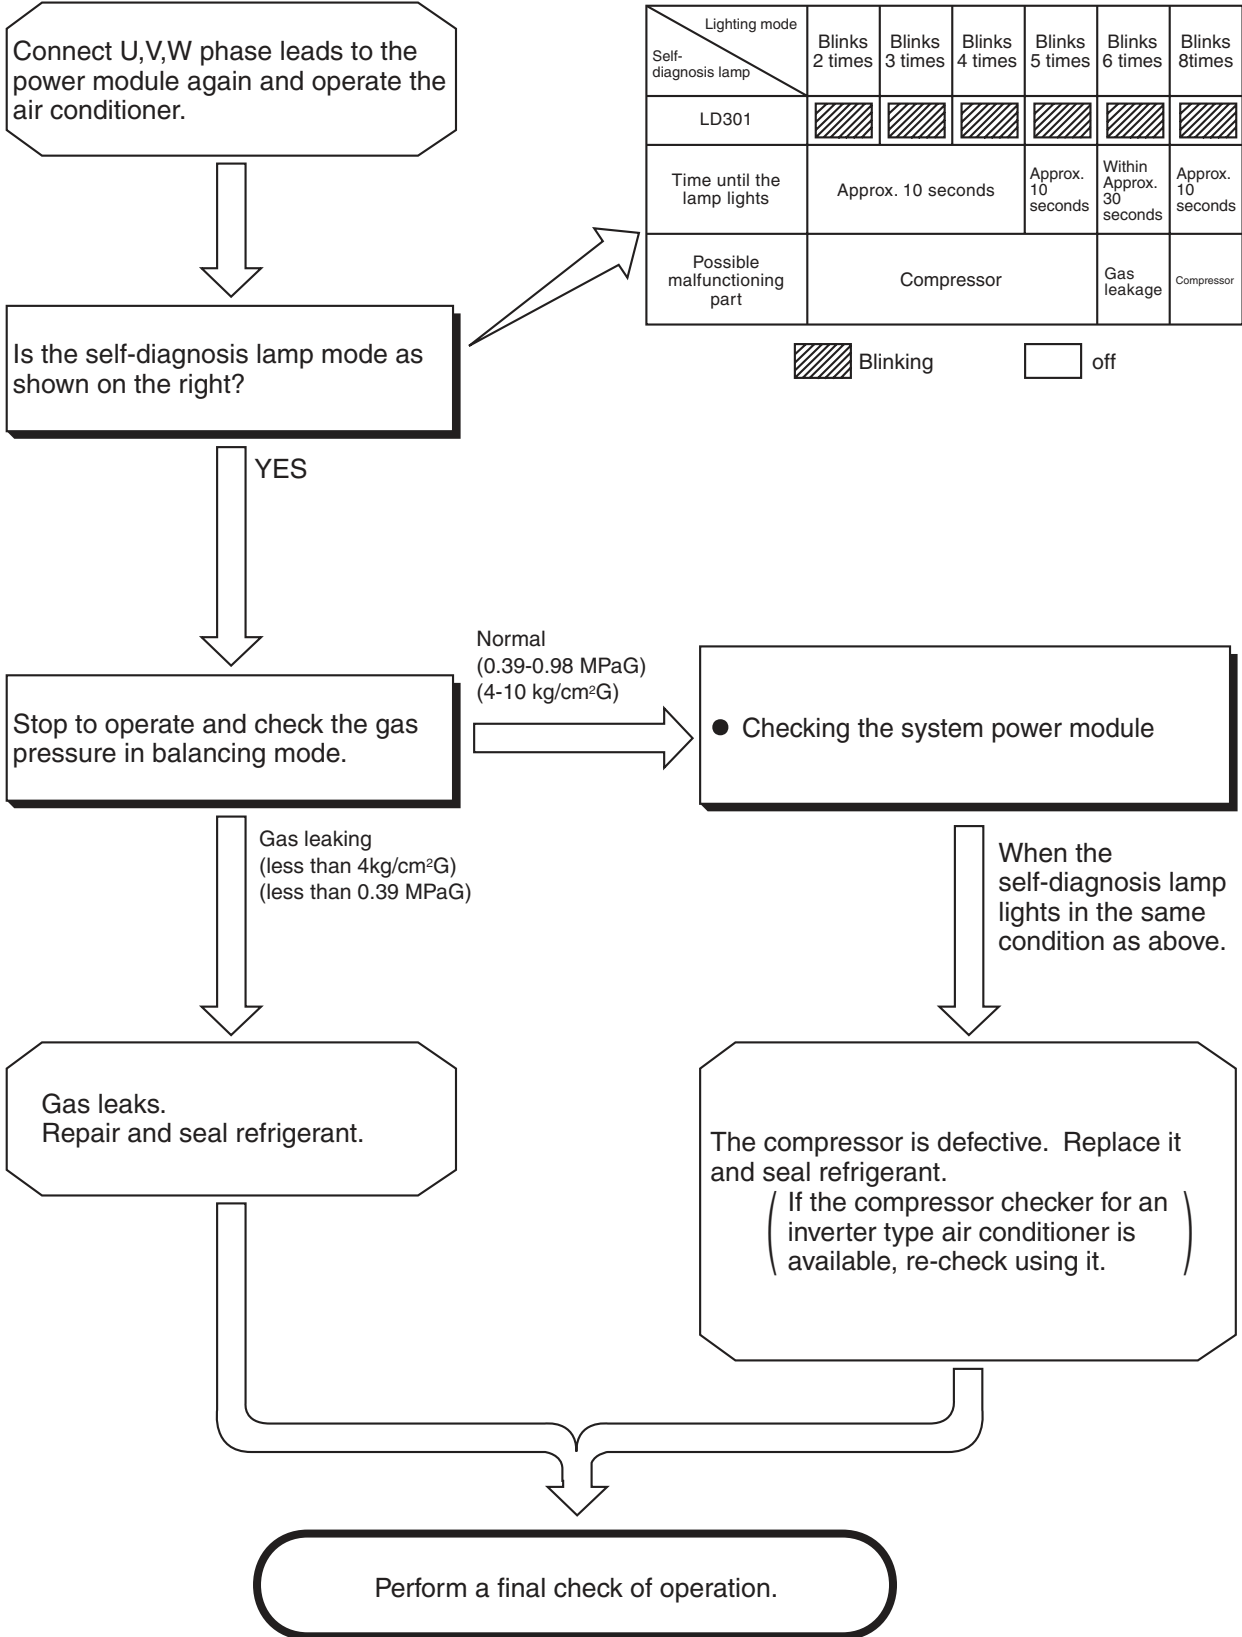 Connect U,V,W phase leads to the
power module again and operate the
air conditioner.
Lighting mode
Self-
diagnosis lamp
Blinks
2 times
Blinks
3 times
Blinks
4 times
Blinks
5 times
Blinks
6 times
Blinks
8times
LD301
Time until the
lamp lights
Approx. 10 seconds
Approx.
10
seconds
Within
Approx.
30
seconds
Approx.
10
seconds
Possible
malfunctioning
part
Compressor
Gas
leakage
Compressor
Blinking
off
Is the self-diagnosis lamp mode as
shown on the right?
YES
Stop to operate and check the gas
pressure in balancing mode.
Normal
(0.39-0.98 MPaG)
(4-10 kg/cm²G)
● Checking the system power module
Gas leaking
(less than 4kg/cm²G)
(less than 0.39 MPaG)
When the
self-diagnosis lamp
lights in the same
condition as above.
Gas leaks.
Repair and seal refrigerant.
The compressor is defective. Replace it
and seal refrigerant.
( If the compressor checker for an
inverter type air conditioner is
available, re-check using it. )
Perform a final check of operation.